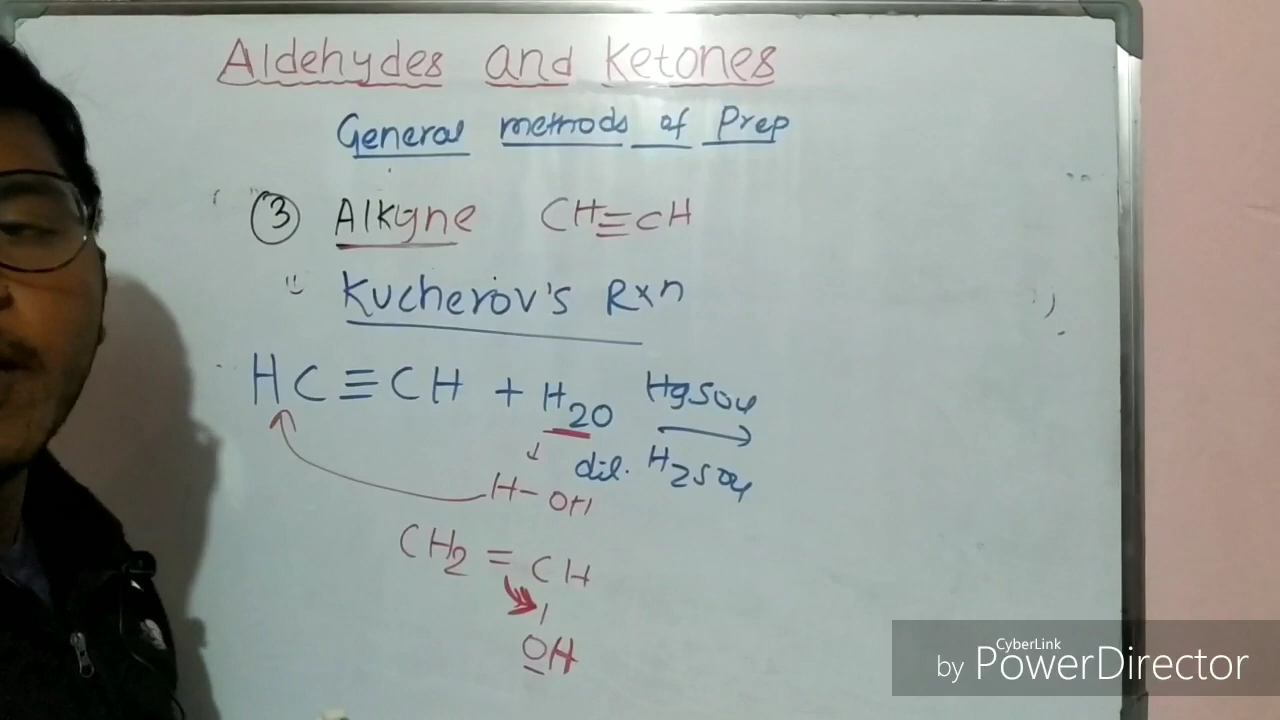 Aldehydes and Ketones
General methods of Prep
③ Alkyne CH≡CH
" Kucherov's Rxn
HC≡CH + H2O HgSO4
dil. H2SO4
H-OH
CH2=CH
OH
CyberLink
by PowerDirector